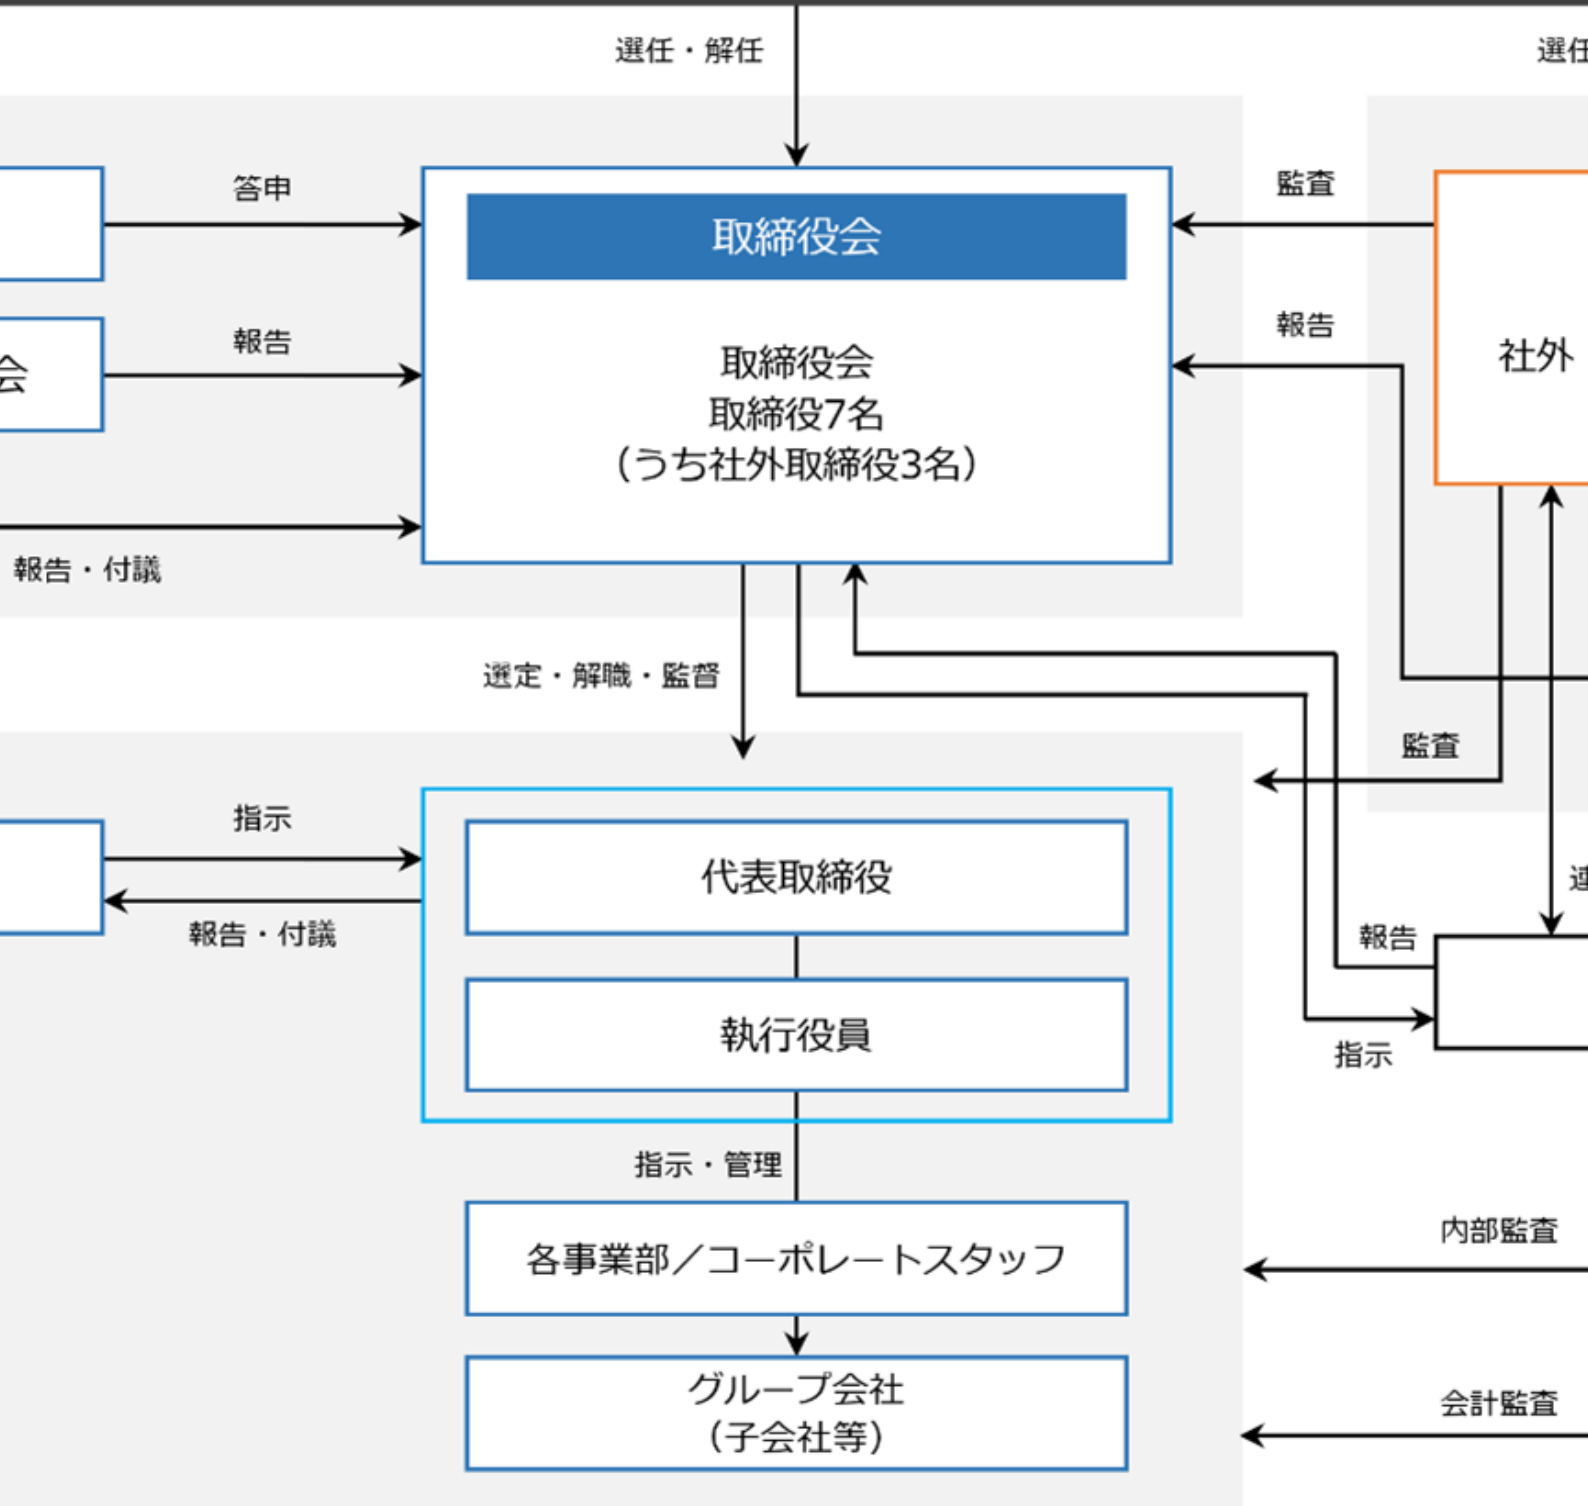 選任・解任
選任
答申
取締役会
監査
報告
取締役会
報告
取締役7名
会
社外
（うち社外取締役3名）
報告・付議
選定・解職・監督
監査
指示
代表取締役
報告・付議
報告
執行役員
指示
指示・管理
内部監査
各事業部／コーポレートスタッフ
グループ会社
会計監査
（子会社等）